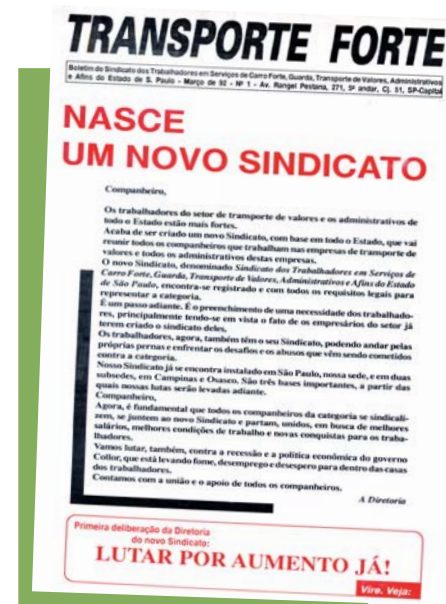 TRANSPORTE FORTE
Boletim do Sindicato dos Trabalhadores em Serviços de Carro Forte, Guarda, Transporte de Valores, Administrativos
e Afins do Estado de S. Paulo - Março de 92 - Nº 1 - Av. Rangel Pestana, 271, 5º andar, Cj. 51, SP-Capital
NASCE
UM NOVO SINDICATO
Companheiro,
Os trabalhadores do setor de transporte de valores e os administrativos de
todo o Estado estão mais fortes.
Acaba de ser criado um novo Sindicato, com base em todo o Estado, que vai
reunir todos os companheiros que trabalham nas empresas de transporte de
valores e todos os administrativos destas empresas.
O novo Sindicato, denominado Sindicato dos Trabalhadores em Serviços de
Carro Forte, Guarda, Transporte de Valores, Administrativos e Afins do Estado
de São Paulo, encontra-se registrado e com todos os requisitos legais para
representar a categoria.
É um passo adiante. É o preenchimento de uma necessidade dos trabalhado-
res, principalmente tendo-se em vista o fato de os empresários do setor já
terem criado o sindicato deles.
Os trabalhadores, agora, também têm o seu Sindicato, podendo andar pelas
próprias pernas e enfrentar os desafios e os abusos que vêm sendo cometidos
contra a categoria.
Nosso Sindicato já se encontra instalado em São Paulo, nossa sede, e em duas
subsedes, em Campinas e Osasco. São três bases importantes, a partir das
quais nossas lutas serão levadas adiante.
Companheiro,
Agora, é fundamental que todos os companheiros da categoria se sindicali-
zem, se juntem ao novo Sindicato e partam, unidos, em busca de melhores
salários, melhores condições de trabalho e novas conquistas para os traba-
lhadores.
Vamos lutar, também, contra a recessão e a política econômica do governo
Collor, que está levando fome, desemprego e desespero para dentro das casas
dos trabalhadores.
Contamos com a união e o apoio de todos os companheiros.
A Diretoria
Primeira deliberação da Diretoria
do novo Sindicato:
LUTAR POR AUMENTO JÁ!
Vire. Veja: